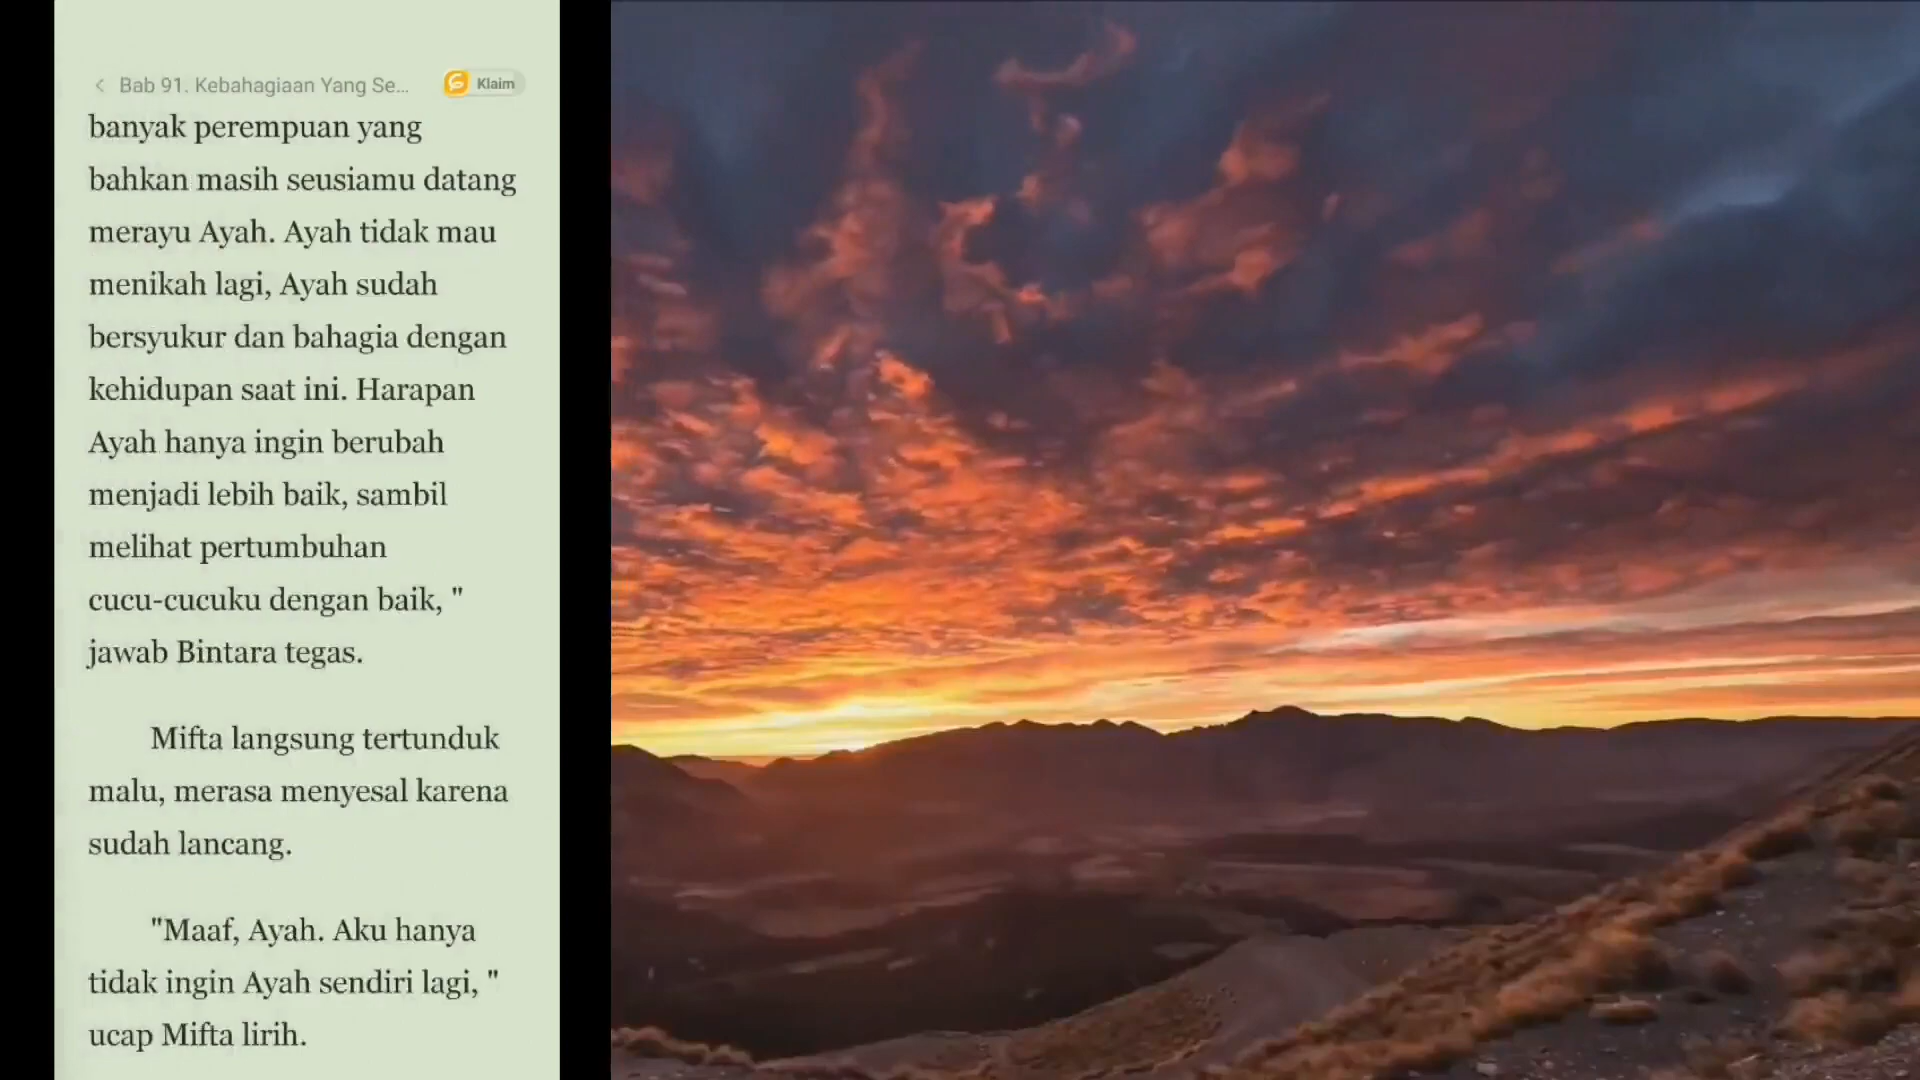 Bab 91. Kebahagiaan Yang Se...
Klaim
banyak perempuan yang
bahkan masih seusiamu datang
merayu Ayah. Ayah tidak mau
menikah lagi, Ayah sudah
bersyukur dan bahagia dengan
kehidupan saat ini. Harapan
Ayah hanya ingin berubah
menjadi lebih baik, sambil
melihat pertumbuhan
cucu-cucuku dengan baik, "
jawab Bintara tegas.
Mifta langsung tertunduk
malu, merasa menyesal karena
sudah lancang.
"Maaf, Ayah. Aku hanya
tidak ingin Ayah sendiri lagi, "
ucap Mifta lirih.